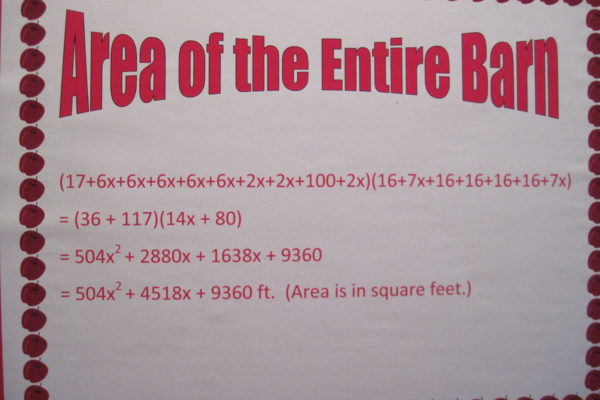 Area of the Entire Barn
(17+6x+6x+6x+6x+6x+2x+2x+100+2x)(16+7x+16+16+16+16+7x)
= (36 + 117)(14x + 80)
= 504x² + 2880x + 1638x + 9360
= 504x² + 4518x + 9360 ft. (Area is in square feet.)